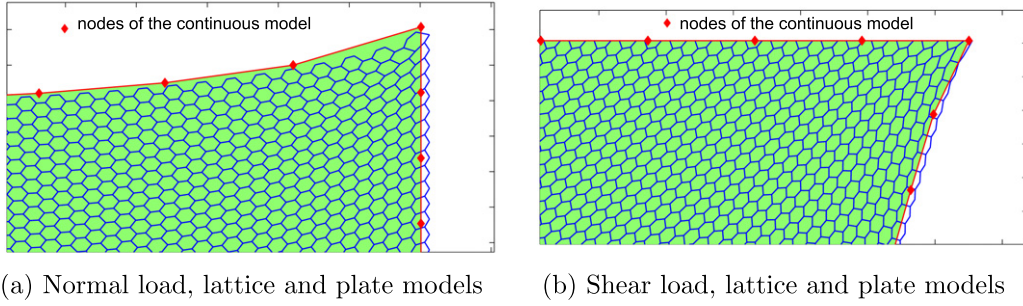 nodes of the continuous model
nodes of the continuous model
(a) Normal load, lattice and plate models
(b) Shear load, lattice and plate models